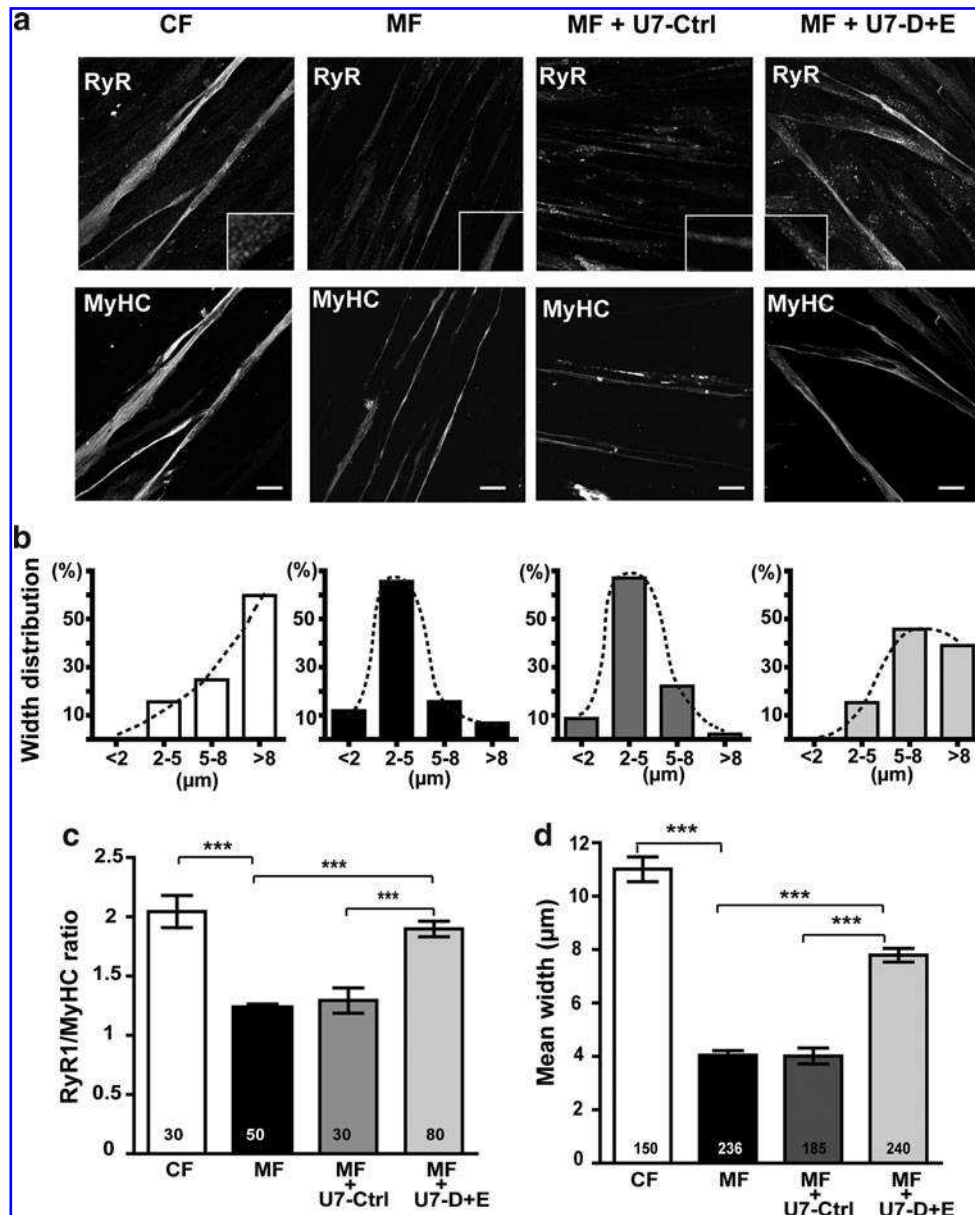 a
CF MF MF + U7-Ctrl MF + U7-D+E
RyR RyR RyR RyR
MyHC MyHC MyHC MyHC
b
Width distribution
(%) (%) (%) (%)
50 50 50 50
30 30 30 30
10 10 10 10
<2 2-5 5-8 >8 <2 2-5 5-8 >8 <2 2-5 5-8 >8 <2 2-5 5-8 >8
(µm) (µm) (µm) (µm)
c
RyR1/MyHC ratio
2.5
2
1.5
1
0.5
0
***
***
***
30 50 30 80
CF MF MF + U7-Ctrl MF + U7-D+E
d
Mean width (µm)
12
10
8
6
4
2
0
***
***
***
150 236 185 240
CF MF MF + U7-Ctrl MF + U7-D+E